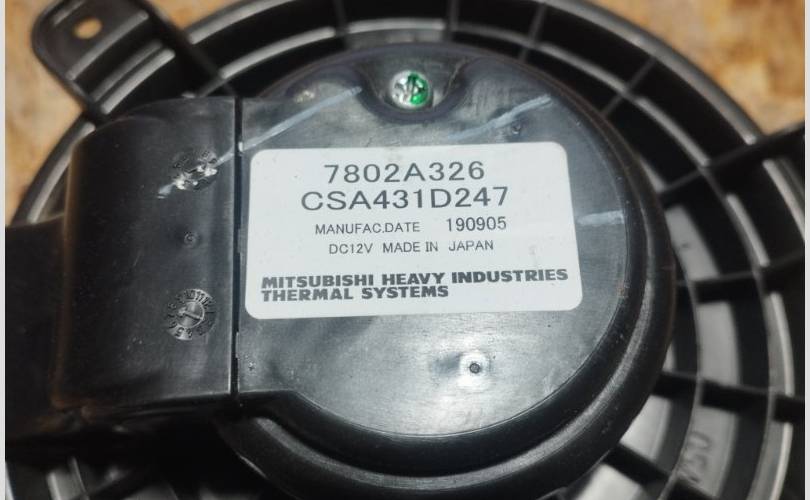 7802A326
CSA431D247
MANUFAC.DATE 190905
DC12V MADE IN JAPAN
MITSUBISHI HEAVY INDUSTRIES
THERMAL SYSTEMS